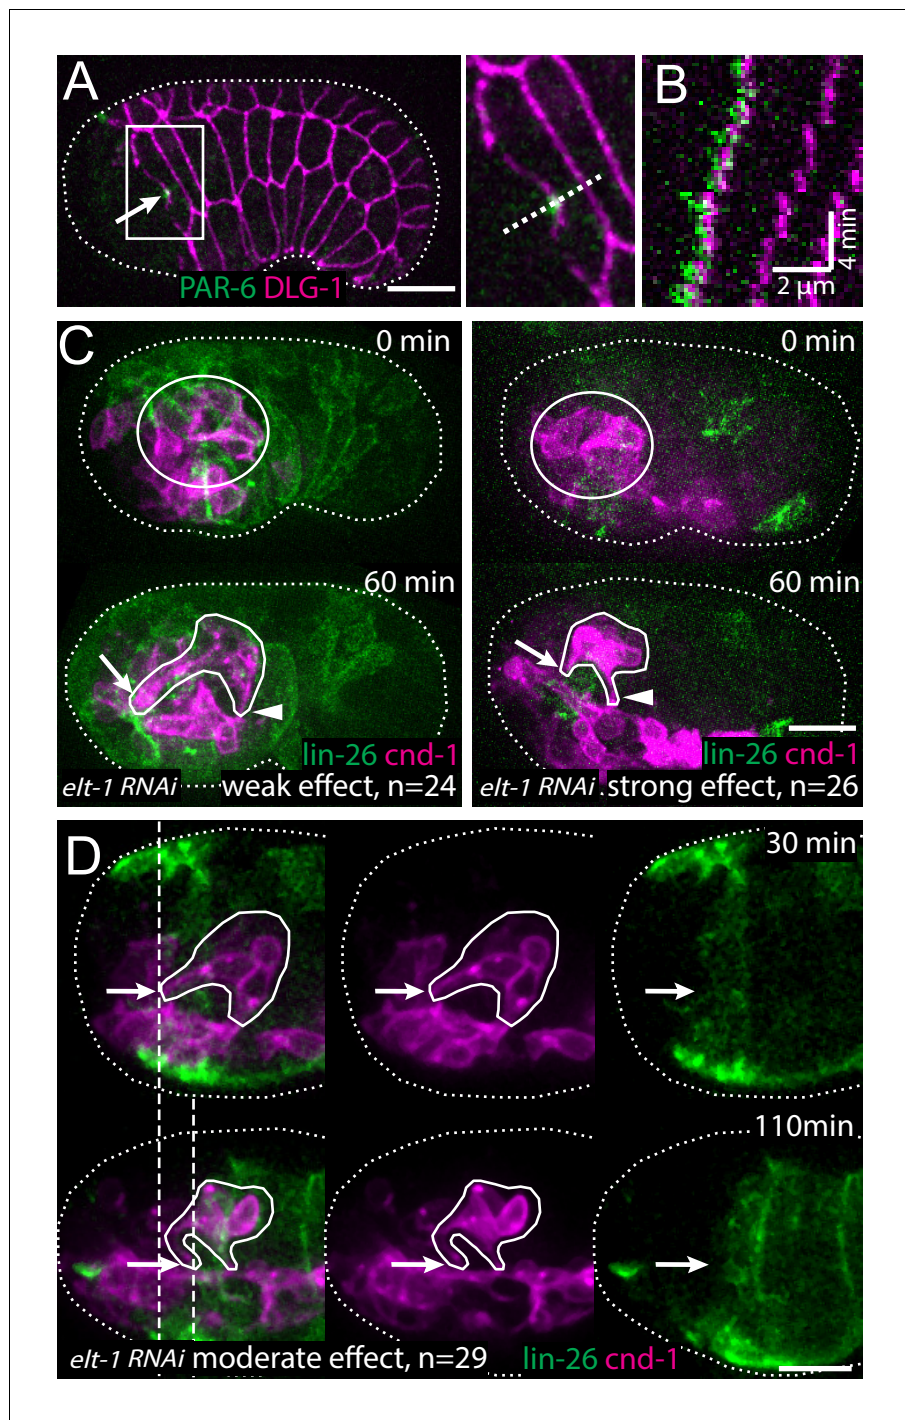 A
B
PAR-6 DLG-1
2 µm
4 min
C
0 min
0 min
60 min
60 min
lin-26 cnd-1
lin-26 cnd-1
elt-1 RNAi weak effect, n=24
elt-1 RNAi strong effect, n=26
D
30 min
110min
elt-1 RNAi moderate effect, n=29
lin-26 cnd-1